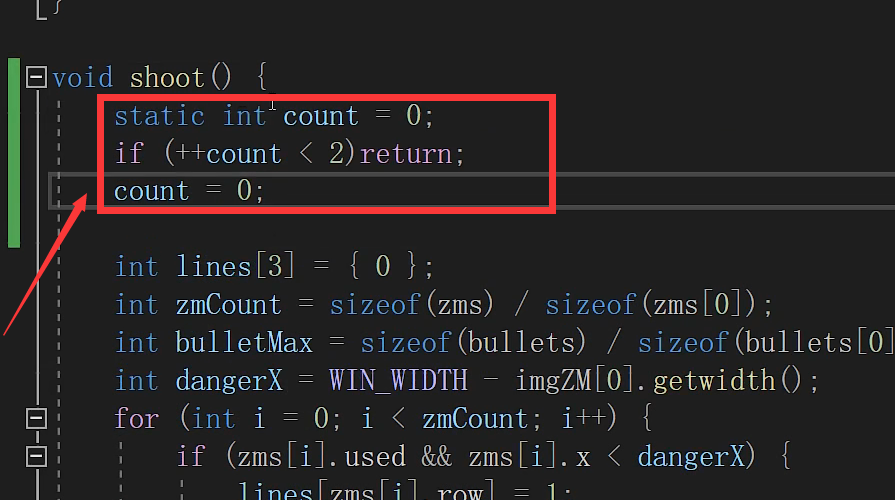 }
void shoot() {
static int count = 0;
if (++count < 2)return;
count = 0;
int lines[3] = { 0 };
int zmCount = sizeof(zms) / sizeof(zms[0]);
int bulletMax = sizeof(bullets) / sizeof(bullets[0]
int dangerX = WIN_WIDTH - imgZM[0].getwidth();
for (int i = 0; i < zmCount; i++) {
if (zms[i].used && zms[i].x < dangerX) {
lines[zms[i].row] = 1;